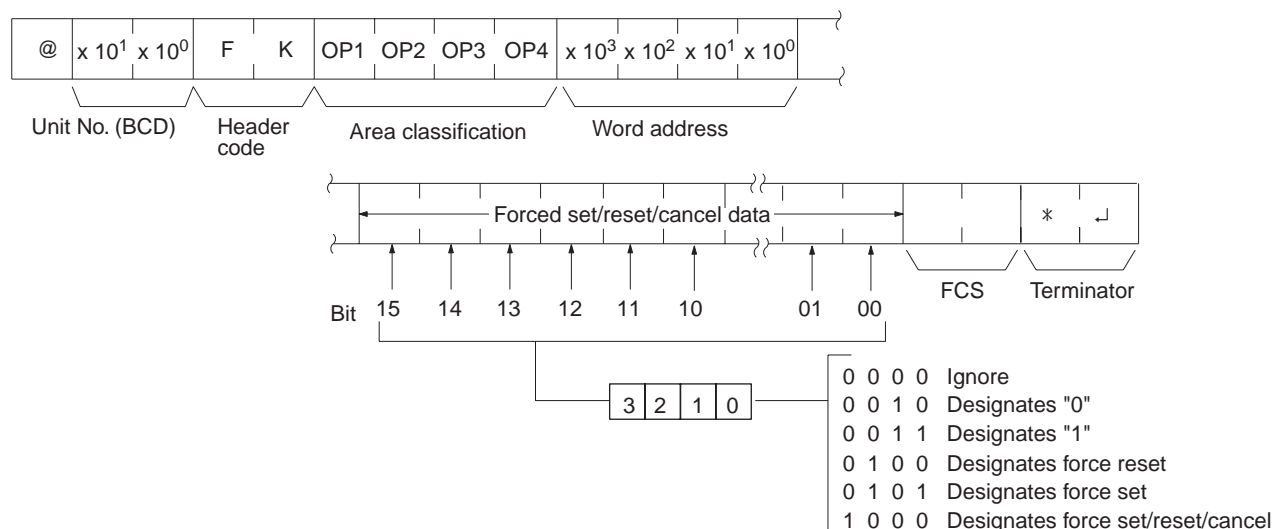 @ x 10¹ x 10⁰ F K OP1 OP2 OP3 OP4 x 10³ x 10² x 10¹ x 10⁰
Unit No. (BCD) Header code Area classification Word address
Forced set/reset/cancel data * ↵
FCS Terminator
Bit 15 14 13 12 11 10 01 00
3 2 1 0
0 0 0 0 Ignore
0 0 1 0 Designates "0"
0 0 1 1 Designates "1"
0 1 0 0 Designates force reset
0 1 0 1 Designates force set
1 0 0 0 Designates force set/reset/cancel